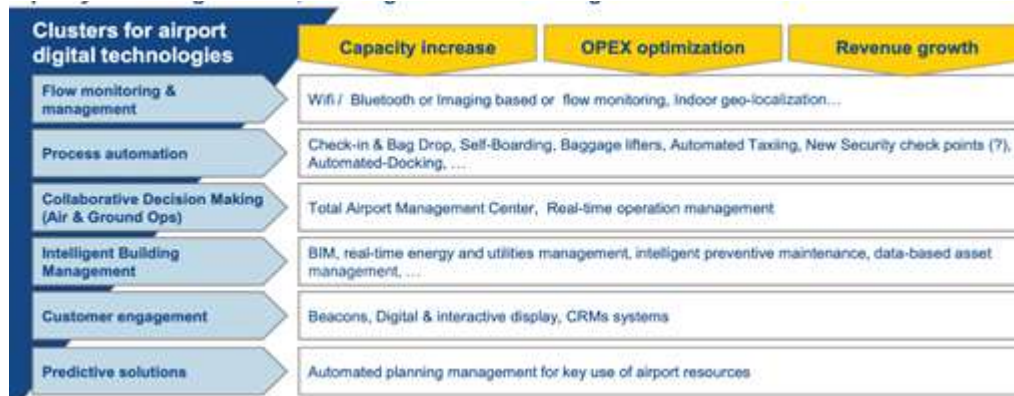 Clusters for airport
digital technologies
Capacity increase
OPEX optimization
Revenue growth
Flow monitoring &
management
Wifi / Bluetooth or Imaging based or flow monitoring, Indoor geo-localization…
Process automation
Check-in & Bag Drop, Self-Boarding, Baggage lifters, Automated Taxiing, New Security check points (?),
Automated-Docking, …
Collaborative Decision Making
(Air & Ground Ops)
Total Airport Management Center, Real-time operation management
Intelligent Building
Management
BIM, real-time energy and utilities management, intelligent preventive maintenance, data-based asset
management, …
Customer engagement
Beacons, Digital & interactive display, CRMs systems
Predictive solutions
Automated planning management for key use of airport resources